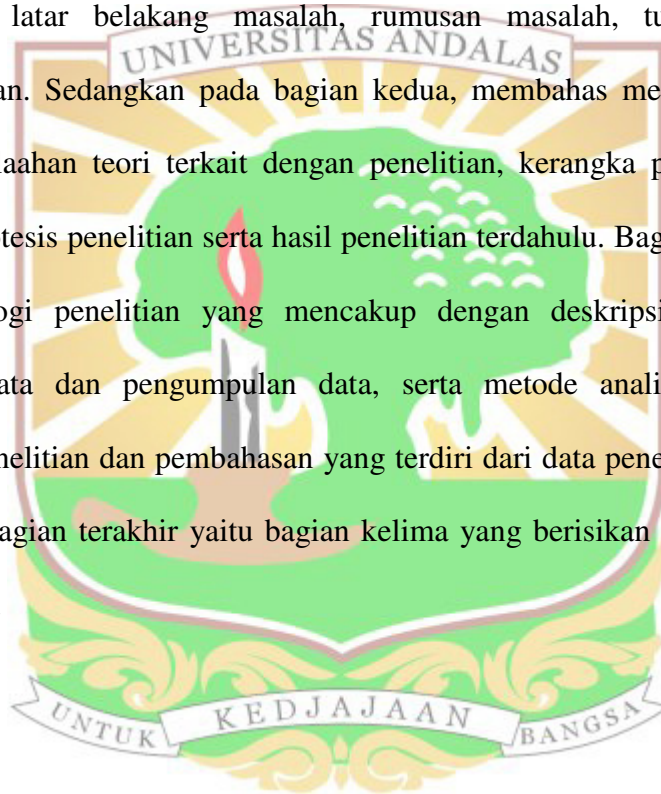 latar belakang masalah, rumusan masalah, tu
UNIVERSITAS ANDALAS
an. Sedangkan pada bagian kedua, membahas me
laahan teori terkait dengan penelitian, kerangka p
otesis penelitian serta hasil penelitian terdahulu. Bag
ogi penelitian yang mencakup dengan deskripsi
ata dan pengumpulan data, serta metode anali
nelitian dan pembahasan yang terdiri dari data pene
agian terakhir yaitu bagian kelima yang berisikan
UNTUK KEDJAJAAN BANGSA